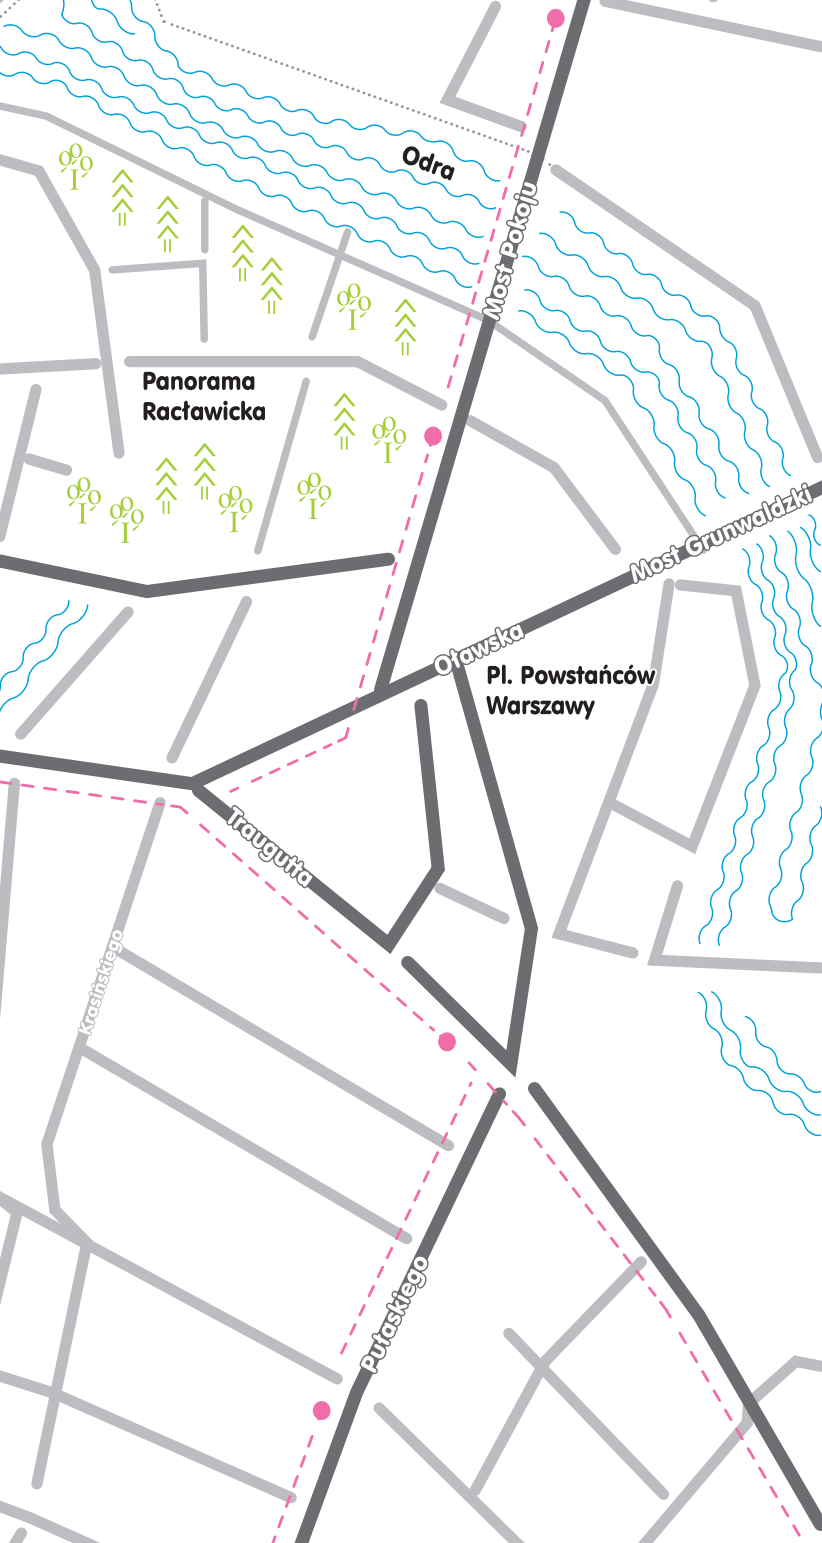 Odra
Most Pokoju
Panorama
Racławicka
Most Grunwaldzki
Oławska
Pl. Powstańców
Warszawy
Traugutta
Krasińskiego
Pułaskiego